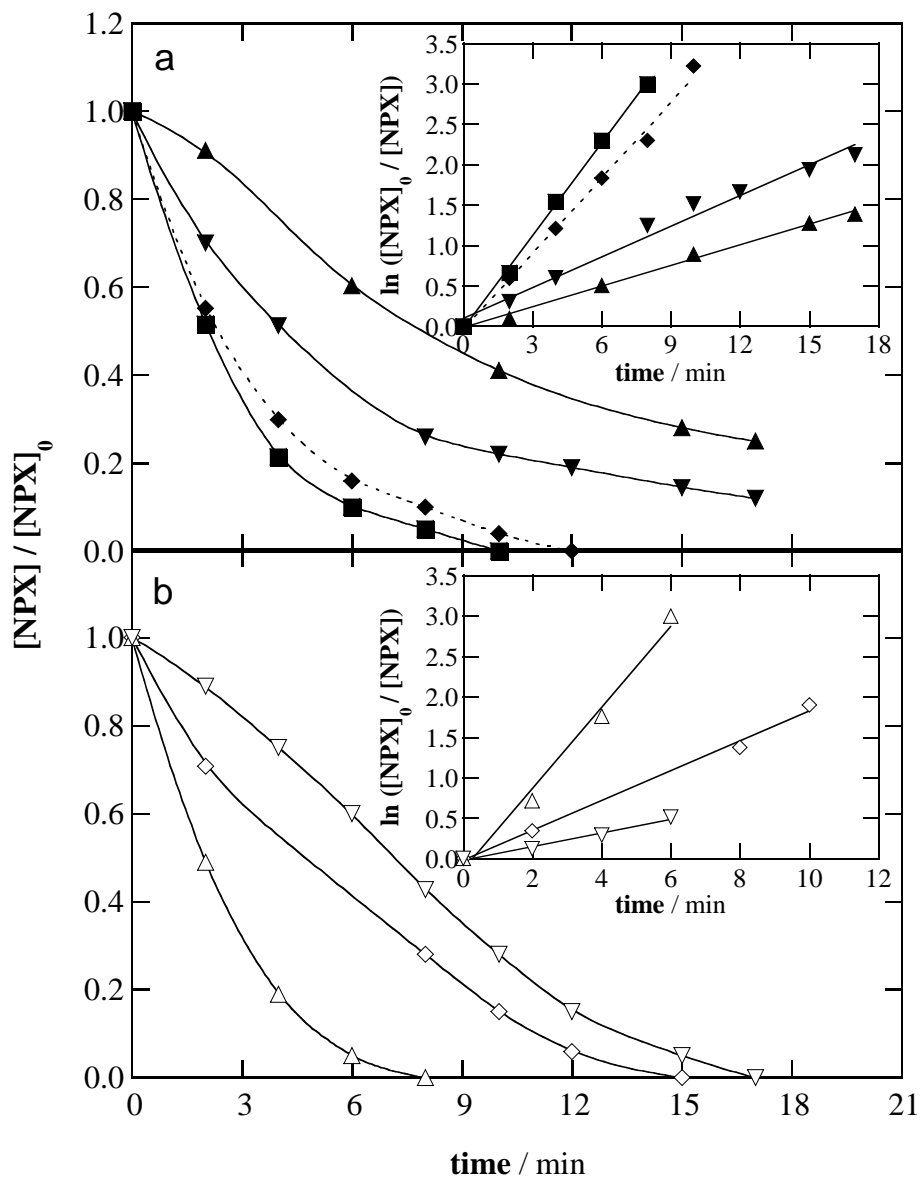 1.2
a
1.0
0.8
0.6
0.4
0.2
0.0
3.5
3.0
2.5
2.0
1.5
1.0
0.5
0.0
0 3 6 9 12 15 18
time / min
ln ([NPX]0 / [NPX])
[NPX] / [NPX]0
b
1.0
0.8
0.6
0.4
0.2
0.0
3.5
3.0
2.5
2.0
1.5
1.0
0.5
0.0
0 2 4 6 8 10 12
time / min
ln ([NPX]0 / [NPX])
0 3 6 9 12 15 18 21
time / min